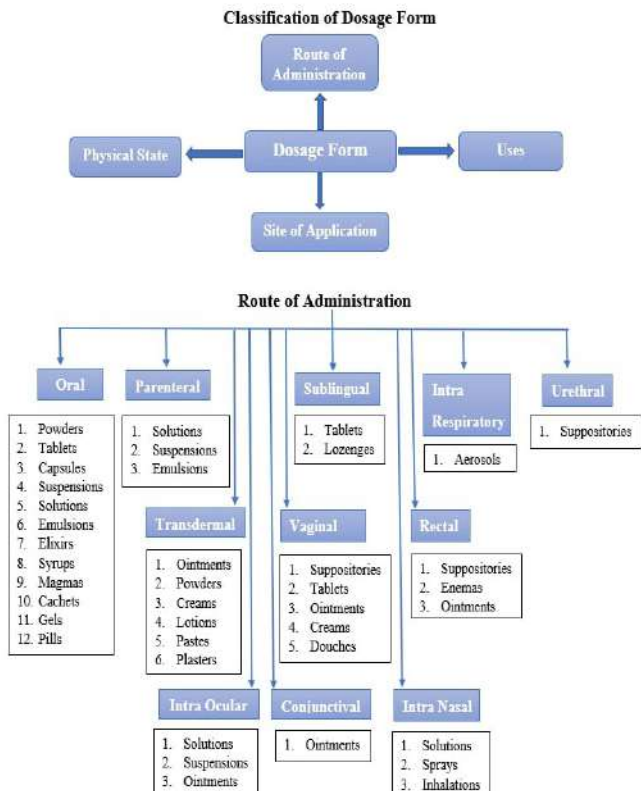 Classification of Dosage Form
Route of
Administration
Physical State
Dosage Form
Uses
Site of Application
Route of Administration
Oral
1. Powders
2. Tablets
3. Capsules
4. Suspensions
5. Solutions
6. Emulsions
7. Elixirs
8. Syrups
9. Magmas
10. Cachets
11. Gels
12. Pills
Parenteral
1. Solutions
2. Suspensions
3. Emulsions
Sublingual
1. Tablets
2. Lozenges
Intra
Respiratory
1. Aerosols
Urethral
1. Suppositories
Transdermal
1. Ointments
2. Powders
3. Creams
4. Lotions
5. Pastes
6. Plasters
Vaginal
1. Suppositories
2. Tablets
3. Ointments
4. Creams
5. Douches
Rectal
1. Suppositories
2. Enemas
3. Ointments
Intra Ocular
1. Solutions
2. Suspensions
3. Ointments
Conjunctival
1. Ointments
Intra Nasal
1. Solutions
2. Sprays
3. Inhalations